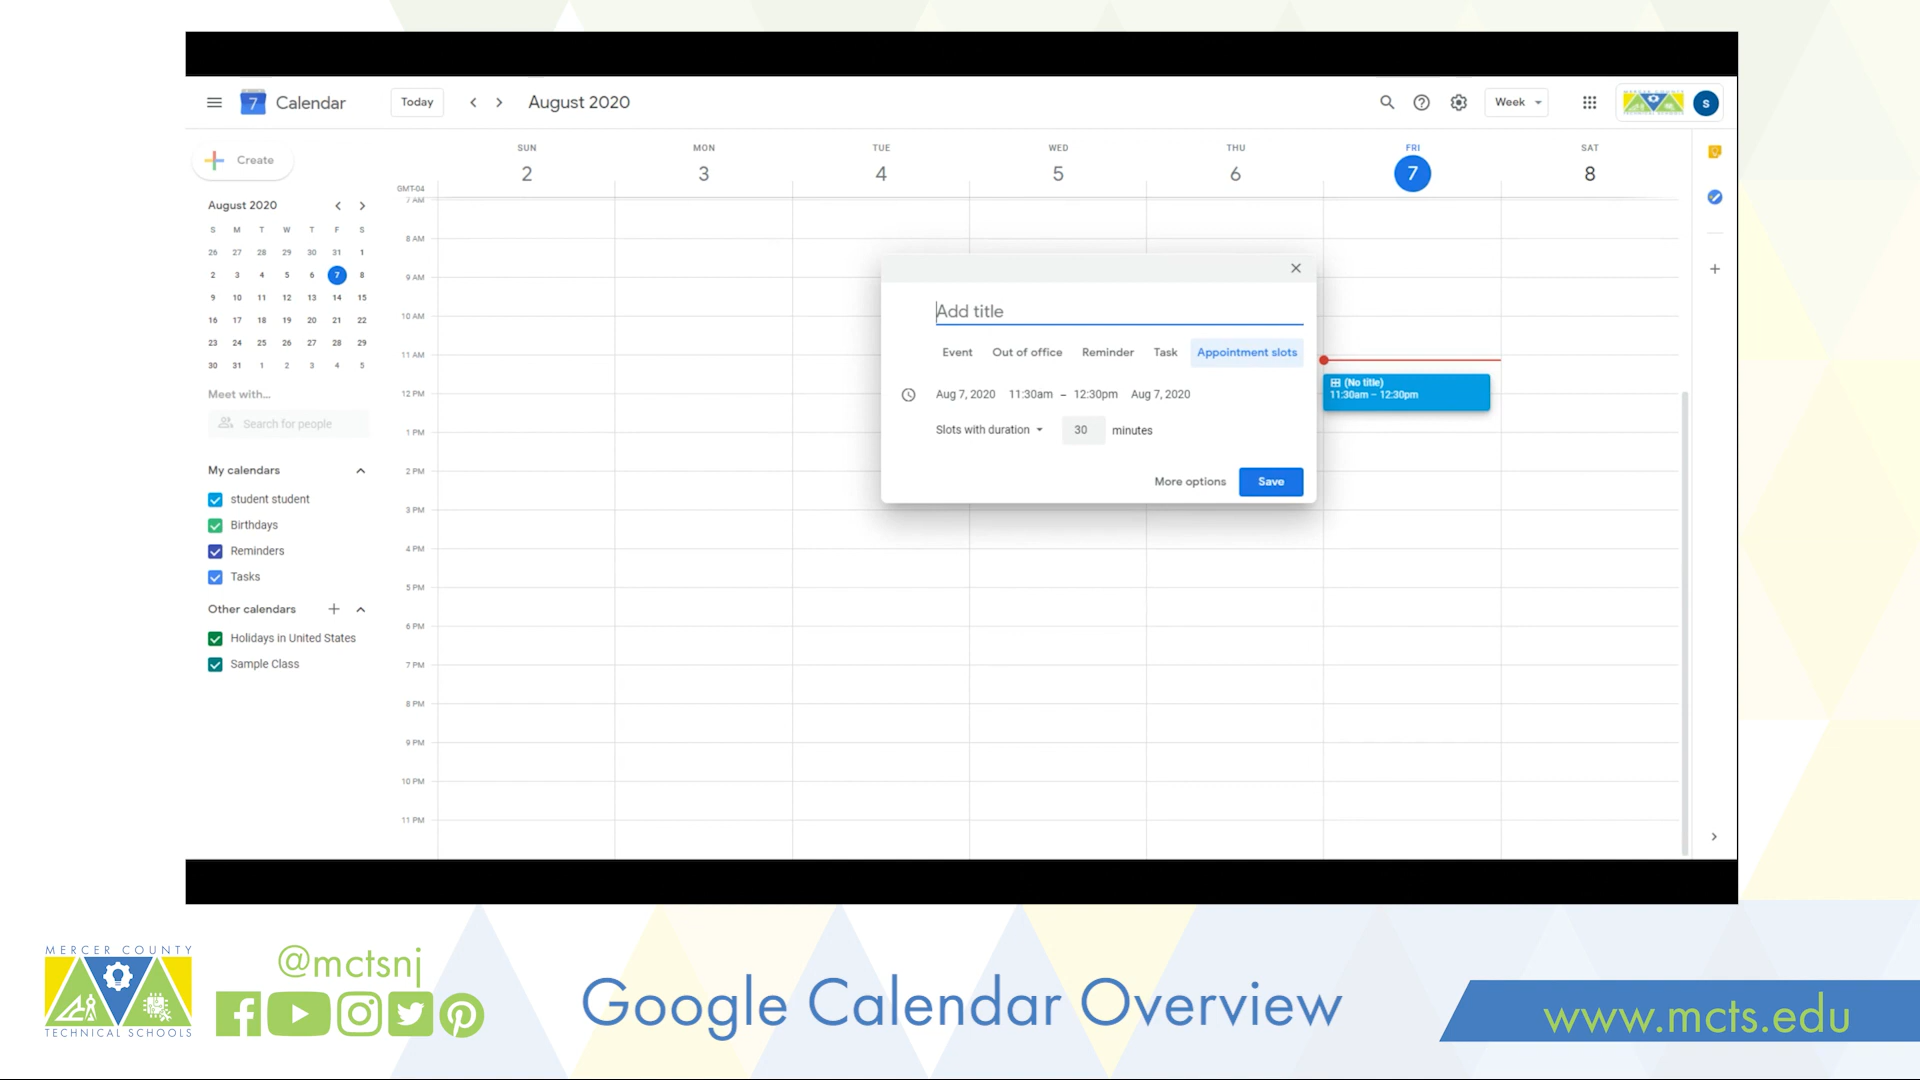 7 Calendar Today August 2020 Week S
MERCER COUNTY
TECHNICAL SCHOOLS
Create
August 2020
S M T W T F S
26 27 28 29 30 31 1
2 3 4 5 6 7 8
9 10 11 12 13 14 15
16 17 18 19 20 21 22
23 24 25 26 27 28 29
30 31 1 2 3 4 5
Meet with...
Search for people
My calendars
student student
Birthdays
Reminders
Tasks
Other calendars
Holidays in United States
Sample Class
SUN MON TUE WED THU FRI SAT
2 3 4 5 6 7 8
GMT-04
7 AM
8 AM
9 AM
10 AM
11 AM
12 PM
1 PM
2 PM
3 PM
4 PM
5 PM
6 PM
7 PM
8 PM
9 PM
10 PM
11 PM
Add title
Event Out of office Reminder Task Appointment slots
Aug 7, 2020 11:30am – 12:30pm Aug 7, 2020
Slots with duration 30 minutes
More options Save
(No title)
11:30am – 12:30pm
MERCER COUNTY
TECHNICAL SCHOOLS
@mctsnj
Google Calendar Overview
www.mcts.edu